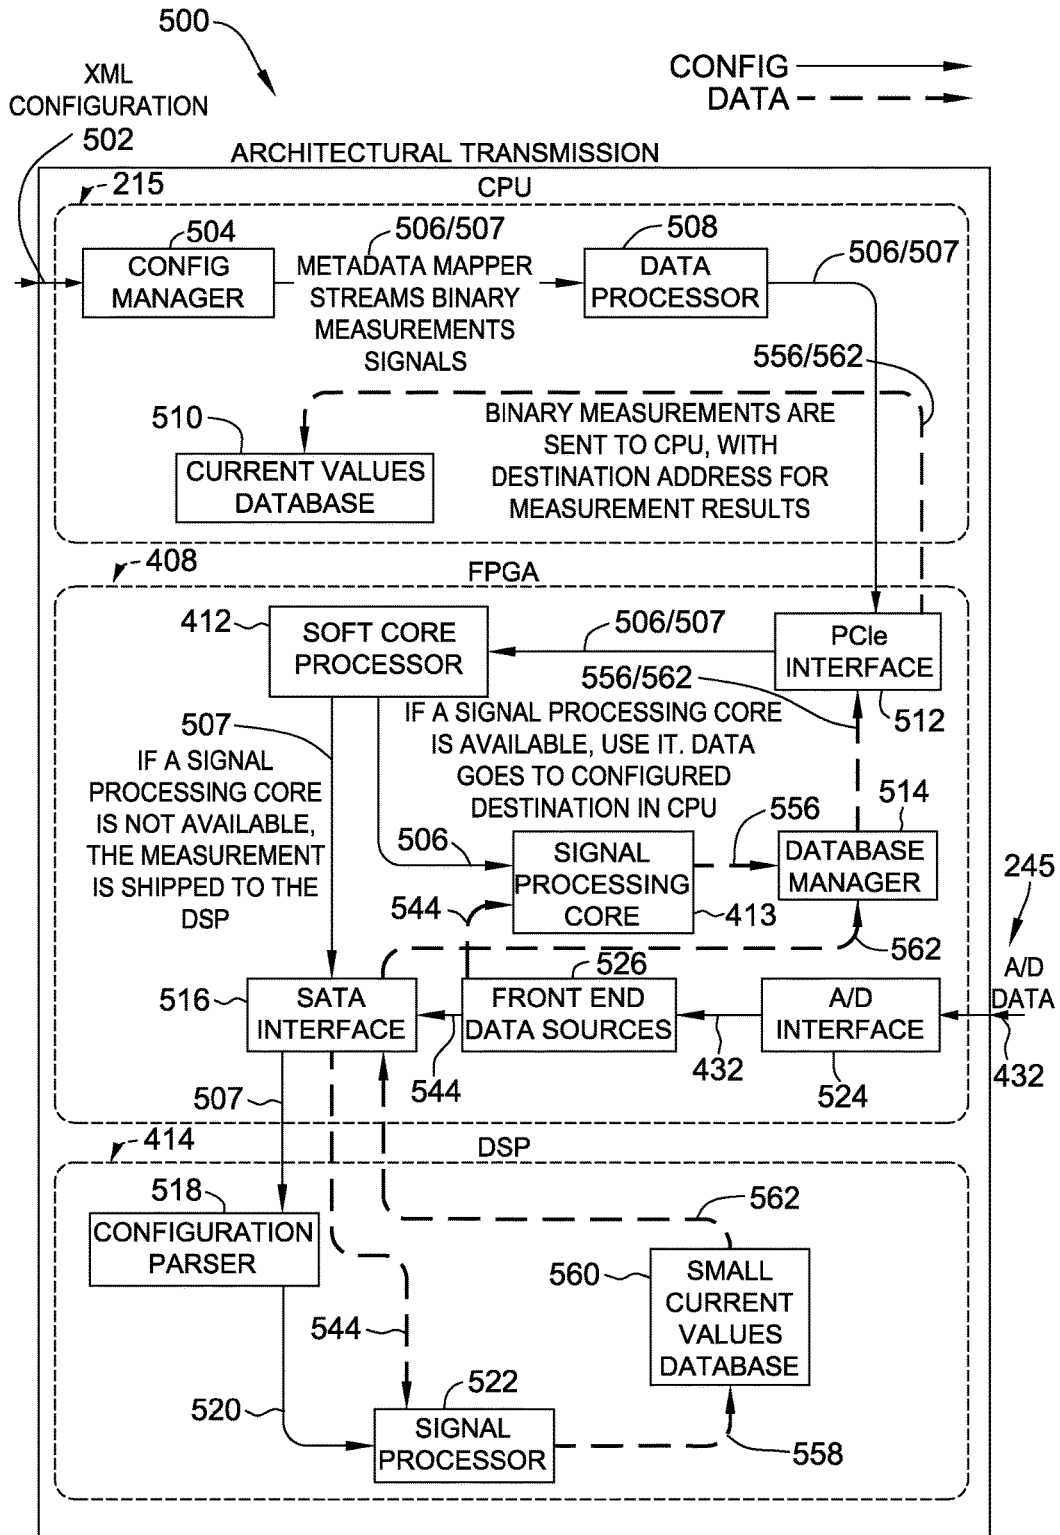 500
CONFIG
DATA
XML
CONFIGURATION
502
ARCHITECTURAL TRANSMISSION
215
CPU
504
CONFIG
MANAGER
506/507
METADATA MAPPER
STREAMS BINARY
MEASUREMENTS
SIGNALS
508
DATA
PROCESSOR
506/507
556/562
510
CURRENT VALUES
DATABASE
BINARY MEASUREMENTS ARE
SENT TO CPU, WITH
DESTINATION ADDRESS FOR
MEASUREMENT RESULTS
408
FPGA
412
SOFT CORE
PROCESSOR
506/507
PCIe
INTERFACE
512
556/562
507
IF A SIGNAL
PROCESSING CORE
IS NOT AVAILABLE,
THE MEASUREMENT
IS SHIPPED TO THE
DSP
IF A SIGNAL PROCESSING CORE
IS AVAILABLE, USE IT. DATA
GOES TO CONFIGURED
DESTINATION IN CPU
506
SIGNAL
PROCESSING
CORE
413
556
514
DATABASE
MANAGER
544
562
245
A/D
DATA
432
516
SATA
INTERFACE
544
526
FRONT END
DATA SOURCES
432
A/D
INTERFACE
524
507
414
DSP
518
CONFIGURATION
PARSER
562
560
SMALL
CURRENT
VALUES
DATABASE
544
520
522
SIGNAL
PROCESSOR
558